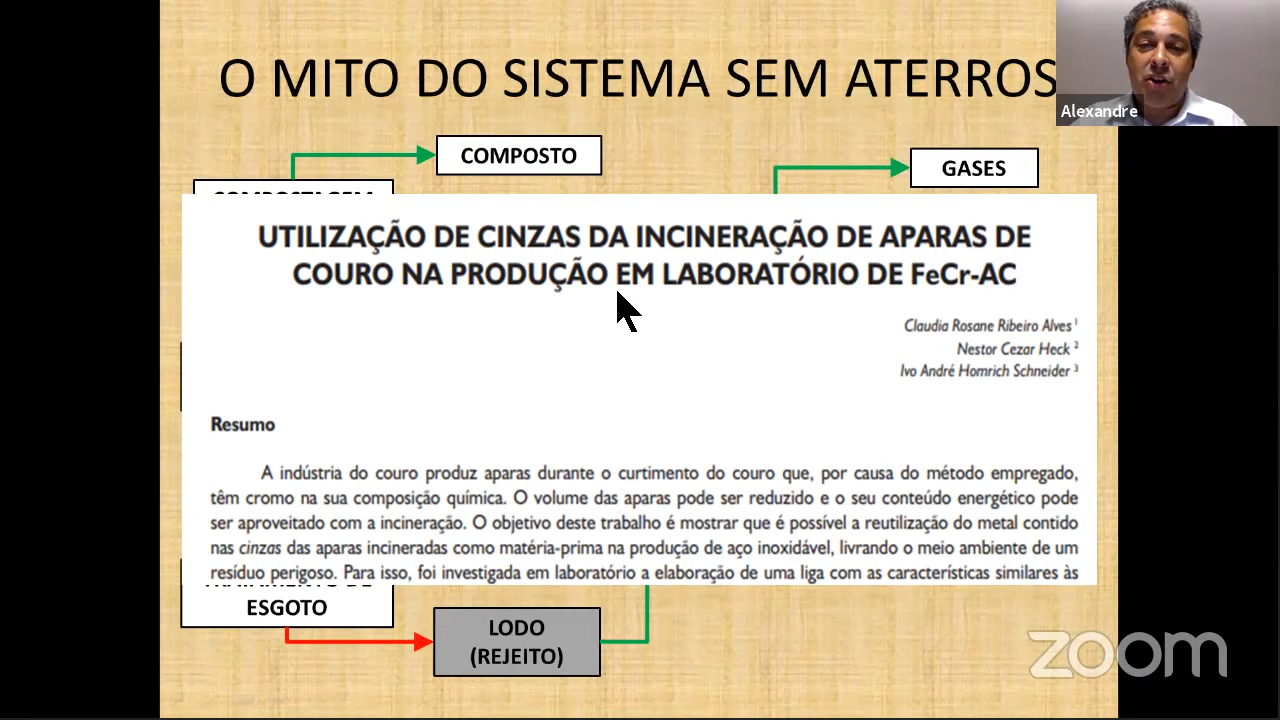 O MITO DO SISTEMA SEM ATERROS
Alexandre
COMPOSTO
GASES
COMPOSTAGEM
UTILIZAÇÃO DE CINZAS DA INCINERAÇÃO DE APARAS DE
COURO NA PRODUÇÃO EM LABORATÓRIO DE FeCr-AC
Claudia Rosane Ribeiro Alves ¹
Nestor Cezar Heck ²
Ivo André Homrich Schneider ³
Resumo
A indústria do couro produz aparas durante o curtimento do couro que, por causa do método empregado,
têm cromo na sua composição química. O volume das aparas pode ser reduzido e o seu conteúdo energético pode
ser aproveitado com a incineração. O objetivo deste trabalho é mostrar que é possível a reutilização do metal contido
nas cinzas das aparas incineradas como matéria-prima na produção de aço inoxidável, livrando o meio ambiente de um
resíduo perigoso. Para isso, foi investigada em laboratório a elaboração de uma liga com as características similares às
TRATAMENTO DE
ESGOTO
LODO
(REJEITO)
zoom